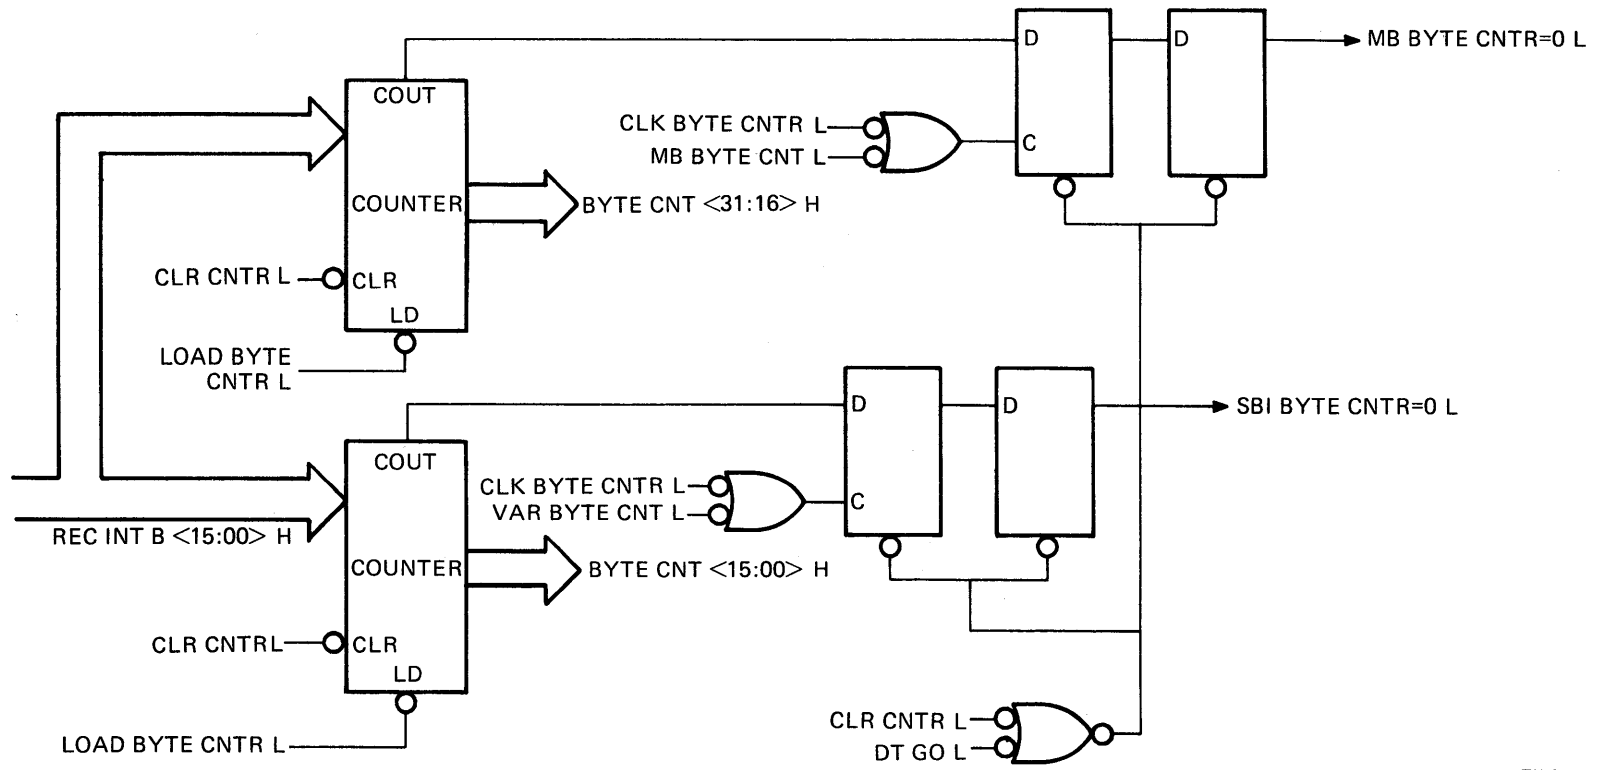 D
D
MB BYTE CNTR=0 L
COUT
CLK BYTE CNTR L
MB BYTE CNT L
C
COUNTER
BYTE CNT <31:16> H
CLR CNTR L
CLR
LD
LOAD BYTE
CNTR L
D
D
SBI BYTE CNTR=0 L
COUT
CLK BYTE CNTR L
VAR BYTE CNT L
C
REC INT B <15:00> H
COUNTER
BYTE CNT <15:00> H
CLR CNTRL
CLR
LD
CLR CNTR L
DT GO L
LOAD BYTE CNTR L